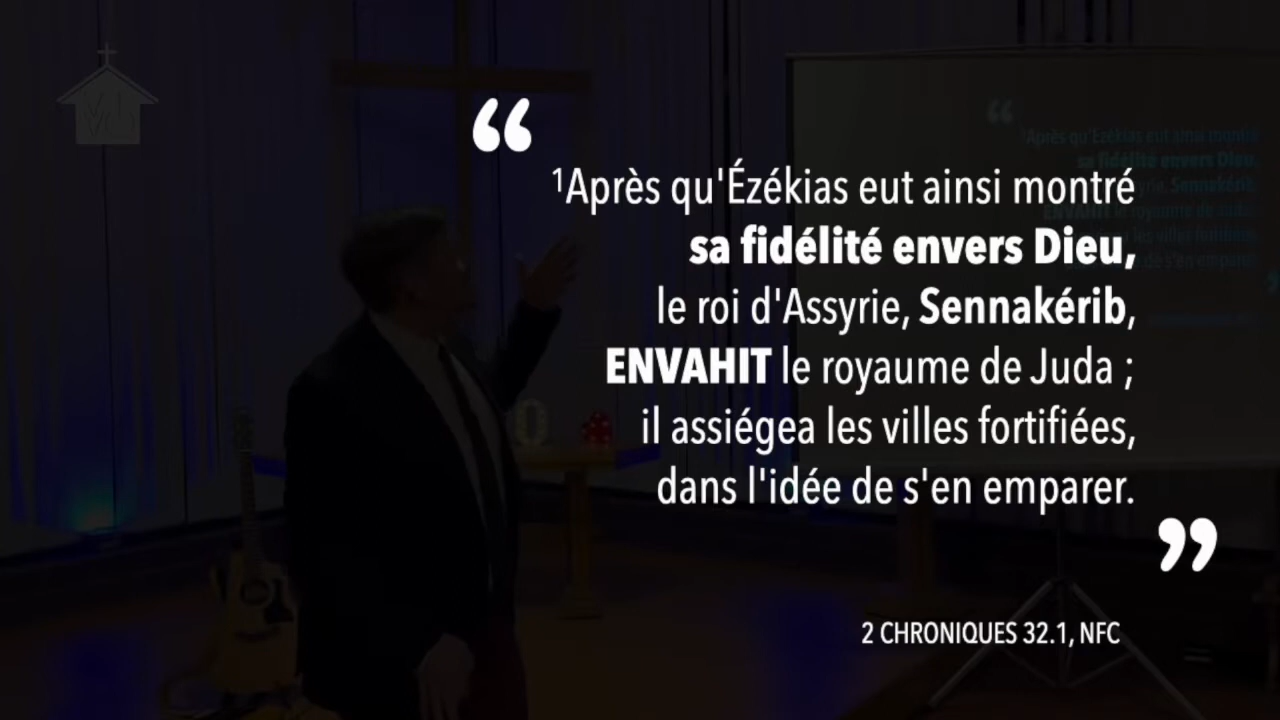 “
¹Après qu'Ézékias eut ainsi montré
sa fidélité envers Dieu,
le roi d'Assyrie, Sennakérib,
ENVAHIT le royaume de Juda ;
il assiégea les villes fortifiées,
dans l'idée de s'en emparer.
”
2 CHRONIQUES 32.1, NFC